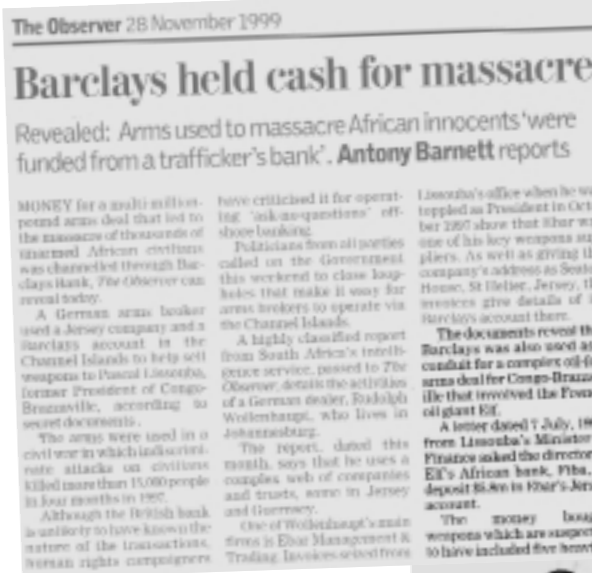 The Observer 28 November 1999
Barclays held cash for massacre
Revealed: Arms used to massacre African innocents 'were
funded from a trafficker's bank'. Antony Barnett reports
MONEY for a multi-million-
pound arms deal that led to
the massacre of thousands of
unarmed African civilians
was channelled through Bar-
clays Bank, The Observer can
reveal today.
A German arms broker
used a Jersey company and a
Barclays account in the
Channel Islands to help sell
weapons to Pascal Lissouba,
former President of Congo-
Brazzaville, according to
secret documents.
The arms were used in a
civil war in which indiscrimi-
nate attacks on civilians
killed more than 15,000 people
in four months in 1997.
Although the British bank
is unlikely to have known the
nature of the transactions,
human rights campaigners
have criticised it for operat-
ing 'ask-no-questions' off-
shore banking.
Politicians from all parties
called on the Government
this weekend to close loop-
holes that make it easy for
arms brokers to operate via
the Channel Islands.
A highly classified report
from South Africa's intelli-
gence service, passed to The
Observer, details the activities
of a German dealer, Rudolph
Wollenhaupt, who lives in
Johannesburg.
The report, dated this
month, says that he uses a
complex web of companies
and trusts, some in Jersey
and Guernsey.
One of Wollenhaupt's main
firms is Ebar Management &
Trading. Invoices seized from
Lissouba's office when he wa
toppled as President in Octo
ber 1997 show that Ebar wa
one of his key weapons sup
pliers. As well as giving th
company's address as Seato
House, St Helier, Jersey, th
invoices give details of
Barclays account there.
The documents reveal th
Barclays was also used as
conduit for a complex oil-fo
arms deal for Congo-Brazza
ille that involved the Fren
oil giant Elf.
A letter dated 7 July, 199
from Lissouba's Minister
Finance asked the director
Elf's African bank, Fiba,
deposit in Ebar's Jers
account.
The money boug
weapons which are suspect
to have included five heavy